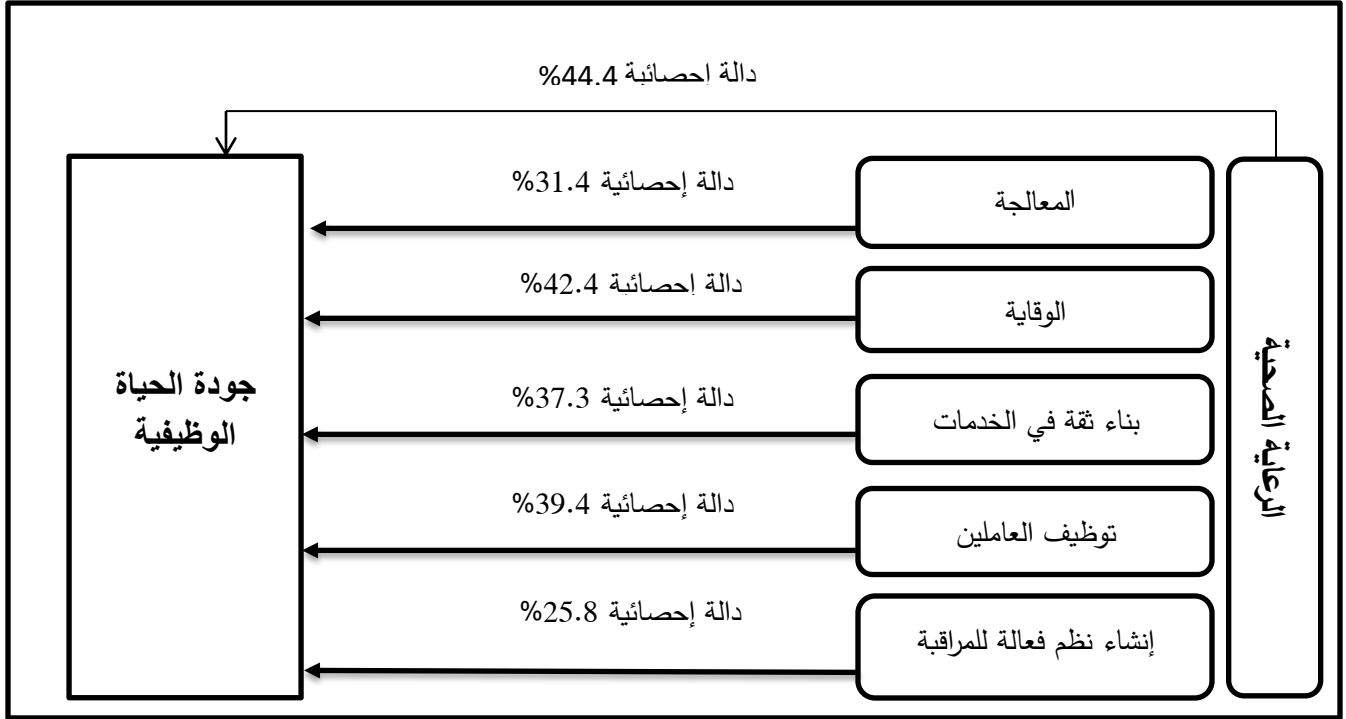 دالة إحصائية 44.4%
الرعاية الصحية
المعالجة
دالة إحصائية 31.4%
الوقاية
دالة إحصائية 42.4%
بناء ثقة في الخدمات
دالة إحصائية 37.3%
توظيف العاملين
دالة إحصائية 39.4%
إنشاء نظم فعالة للمراقبة
دالة إحصائية 25.8%
جودة الحياة
الوظيفية